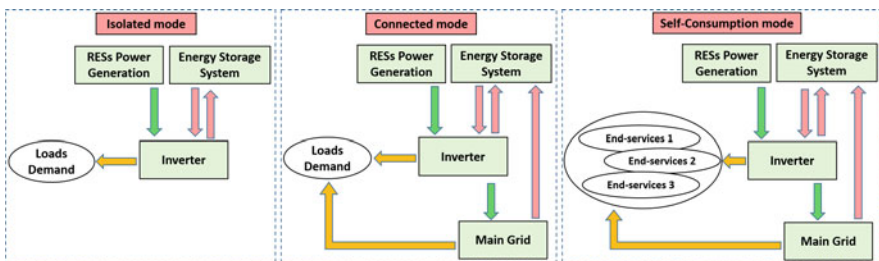 Isolated mode
RESs Power
Generation
Energy Storage
System
Loads
Demand
Inverter
Connected mode
RESs Power
Generation
Energy Storage
System
Loads
Demand
Inverter
Main Grid
Self-Consumption mode
RESs Power
Generation
Energy Storage
System
End-services 1
End-services 2
End-services 3
Inverter
Main Grid